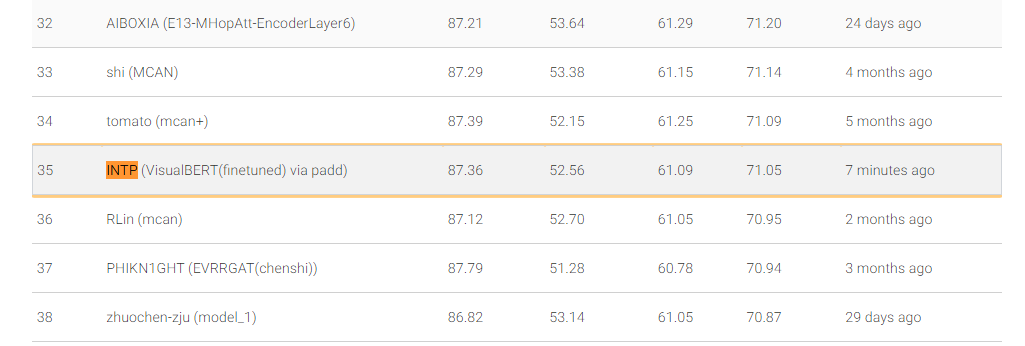 32 AIBOXIA (E13-MHopAtt-EncoderLayer6) 87.21 53.64 61.29 71.20 24 days ago
33 shi (MCAN) 87.29 53.38 61.15 71.14 4 months ago
34 tomato (mcan+) 87.39 52.15 61.25 71.09 5 months ago
35 INTP (VisualBERT(finetuned) via padd) 87.36 52.56 61.09 71.05 7 minutes ago
36 RLin (mcan) 87.12 52.70 61.05 70.95 2 months ago
37 PHIKN1GHT (EVRRGAT(chenshi)) 87.79 51.28 60.78 70.94 3 months ago
38 zhuochen-zju (model_1) 86.82 53.14 61.05 70.87 29 days ago